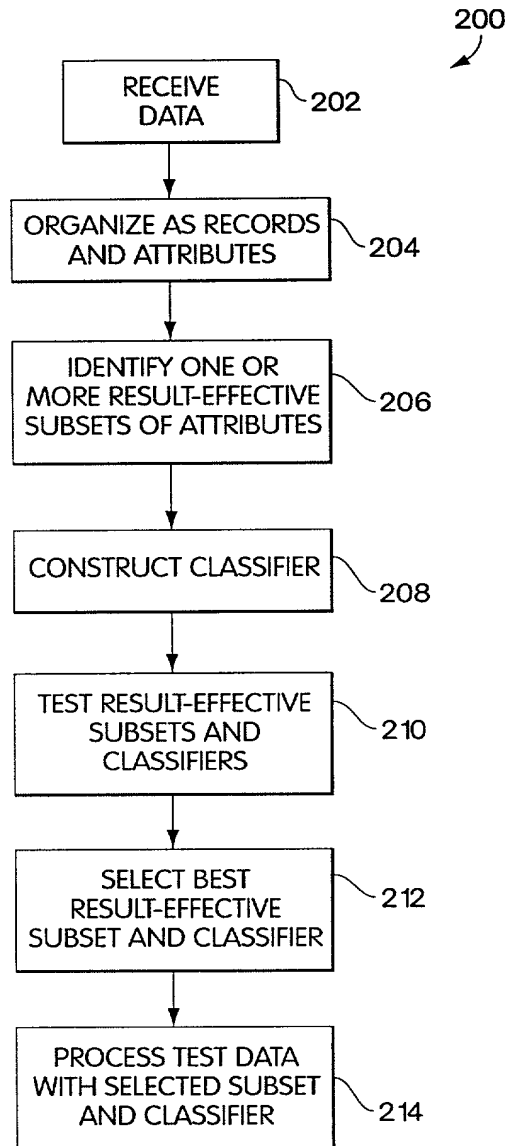 200
RECEIVE
DATA
202
ORGANIZE AS RECORDS
AND ATTRIBUTES
204
IDENTIFY ONE OR
MORE RESULT-EFFECTIVE
SUBSETS OF ATTRIBUTES
206
CONSTRUCT CLASSIFIER
208
TEST RESULT-EFFECTIVE
SUBSETS AND
CLASSIFIERS
210
SELECT BEST
RESULT-EFFECTIVE
SUBSET AND CLASSIFIER
212
PROCESS TEST DATA
WITH SELECTED SUBSET
AND CLASSIFIER
214